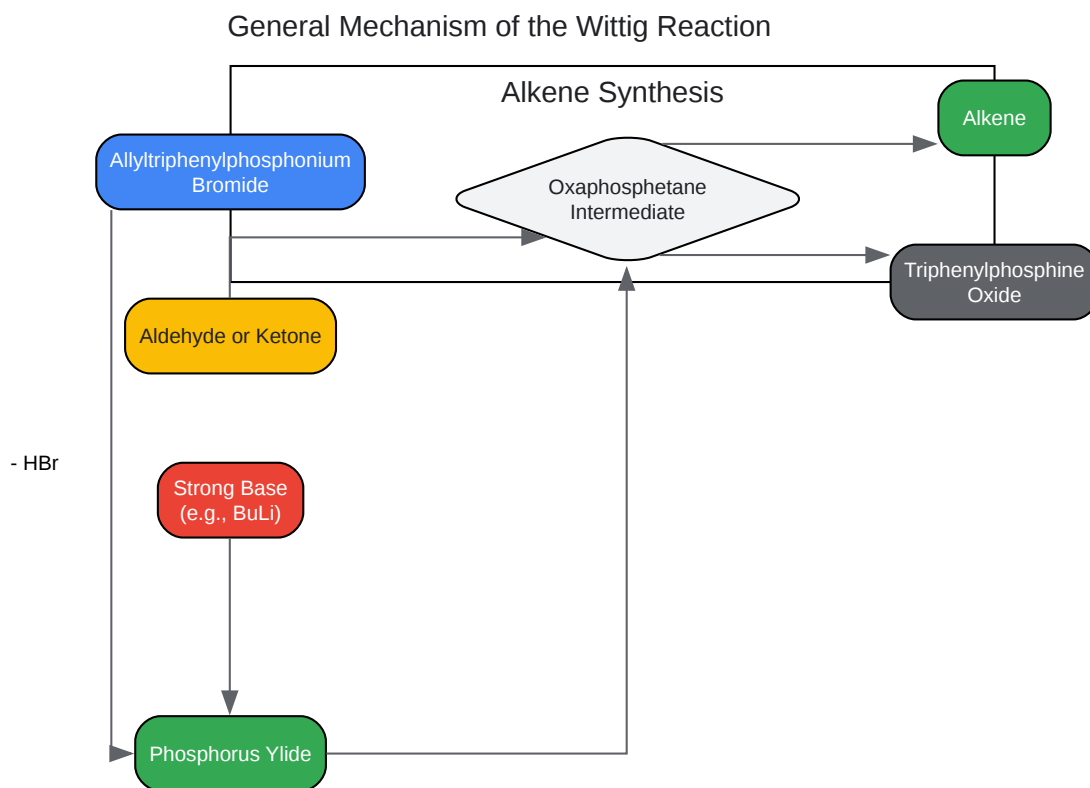 General Mechanism of the Wittig Reaction
Alkene Synthesis
Alkene
Allyltriphenylphosphonium
Bromide
Oxaphosphetane
Intermediate
Triphenylphosphine
Oxide
Aldehyde or Ketone
- HBr
Strong Base
(e.g., BuLi)
Phosphorus Ylide